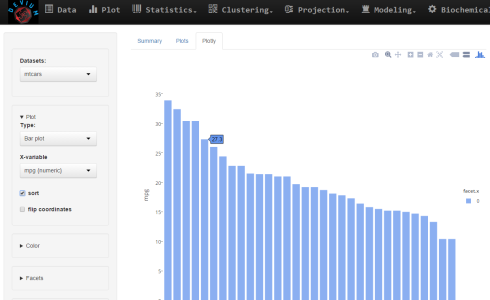 DEVIUM
Data Plot Statistics. Clustering. Projection. Modeling. Biochemical
Summary Plots Plotly
Datasets:
mtcars
Plot
Type:
Bar plot
X-variable
mpg (numeric)
sort
flip coordinates
Color
Facets
35
30
27.3
25
20
15
10
5
mpg
facet.x
0